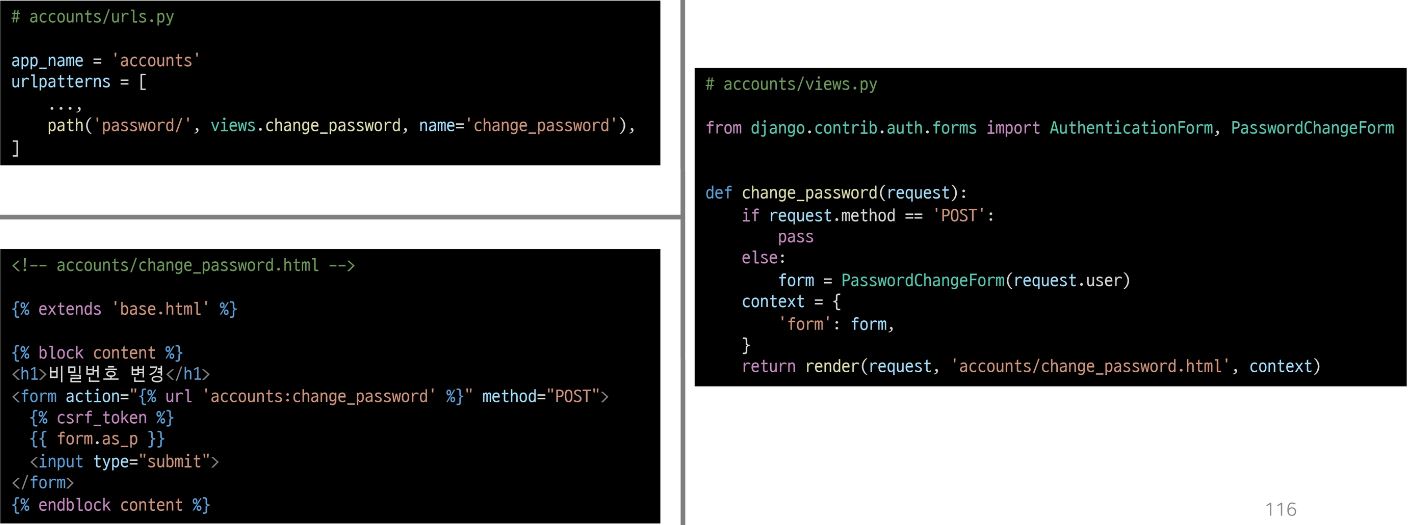 # accounts/urls.py
app_name = 'accounts'
urlpatterns = [
    ...,
    path('password/', views.change_password, name='change_password'),
]
<!-- accounts/change_password.html -->
{% extends 'base.html' %}
{% block content %}
<h1>비밀번호 변경</h1>
<form action="{% url 'accounts:change_password' %}" method="POST">
  {% csrf_token %}
  {{ form.as_p }}
  <input type="submit">
</form>
{% endblock content %}
# accounts/views.py
from django.contrib.auth.forms import AuthenticationForm, PasswordChangeForm
def change_password(request):
    if request.method == 'POST':
        pass
    else:
        form = PasswordChangeForm(request.user)
    context = {
        'form': form,
    }
    return render(request, 'accounts/change_password.html', context)
116